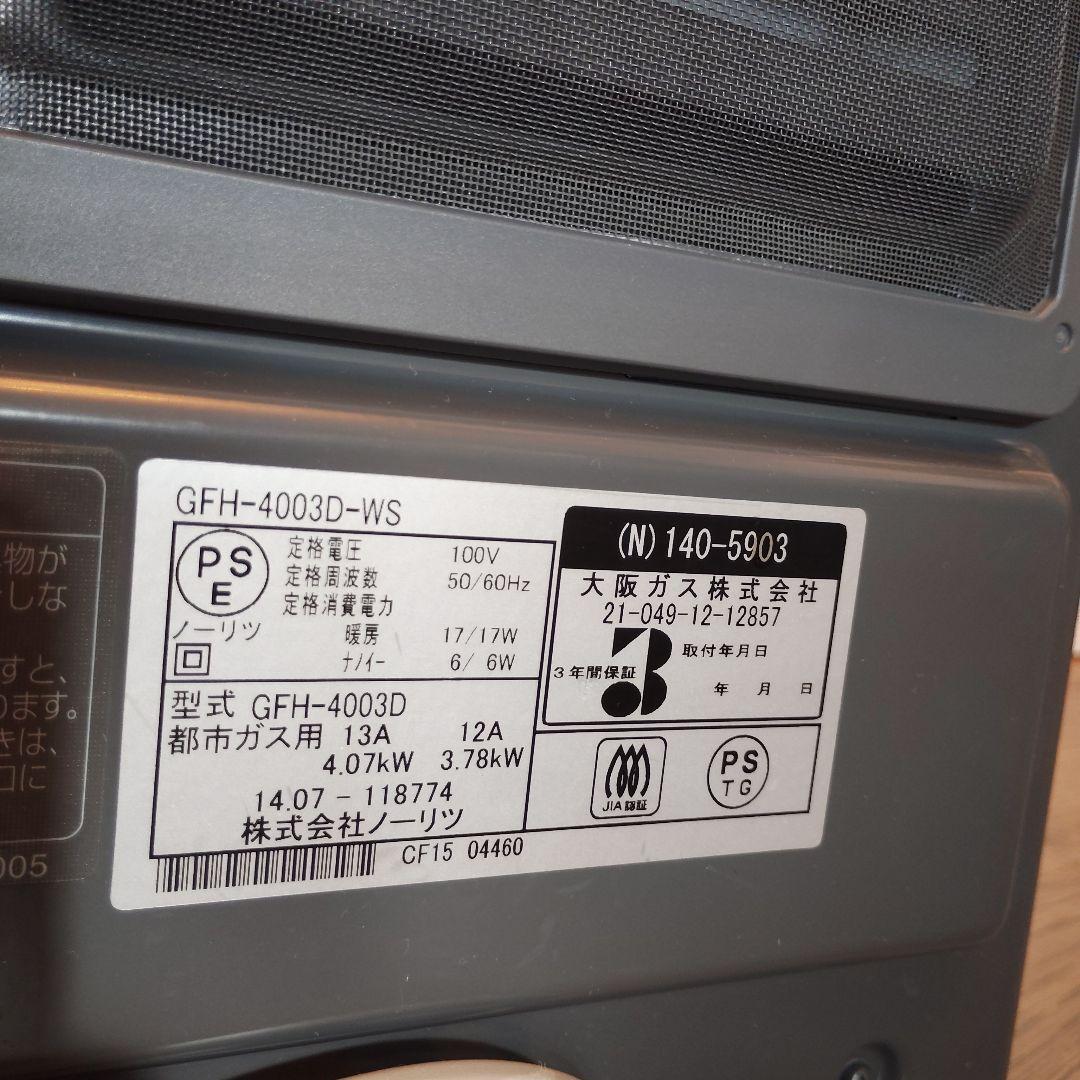 GFH-4003D-WS
PS
E
ノーリツ
定格電圧 100V
定格周波数 50/60Hz
定格消費電力
暖房 17/17W
ナノイー 6/ 6W
型式 GFH-4003D
都市ガス用 13A 12A
4.07kW 3.78kW
14.07-118774
株式会社ノーリツ
CF15 04460
(N)140-5903
大阪ガス株式会社
21-049-12-12857
3年間保証
3
取付年月日
年 月 日
JIA認証
PS
TG
物が
しな
すと、
ります。
きは、
口に
005